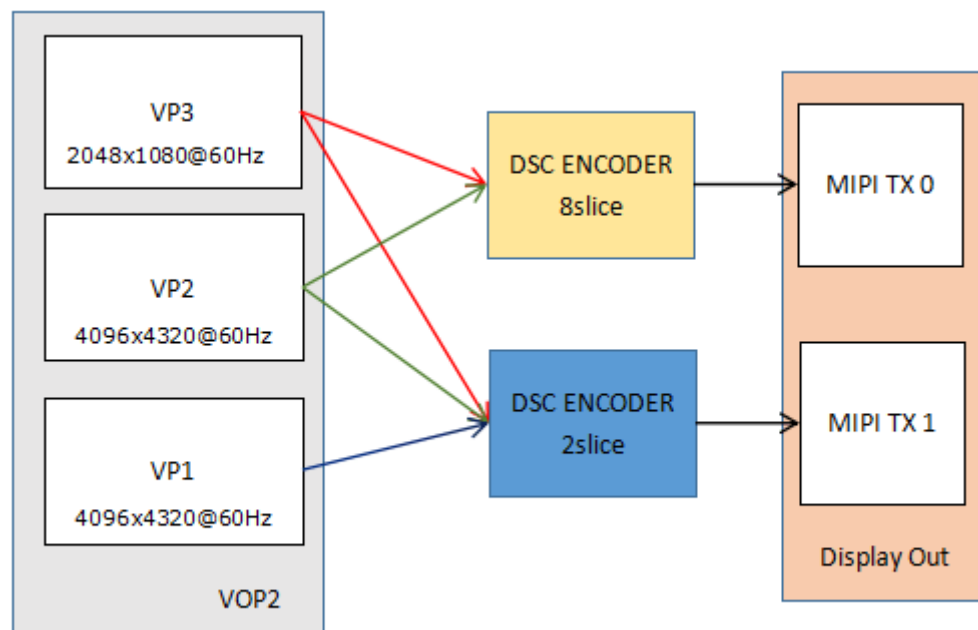 VP3
2048x1080@60Hz
VP2
4096x4320@60Hz
VP1
4096x4320@60Hz
VOP2
DSC ENCODER
8slice
DSC ENCODER
2slice
MIPI TX 0
MIPI TX 1
Display Out